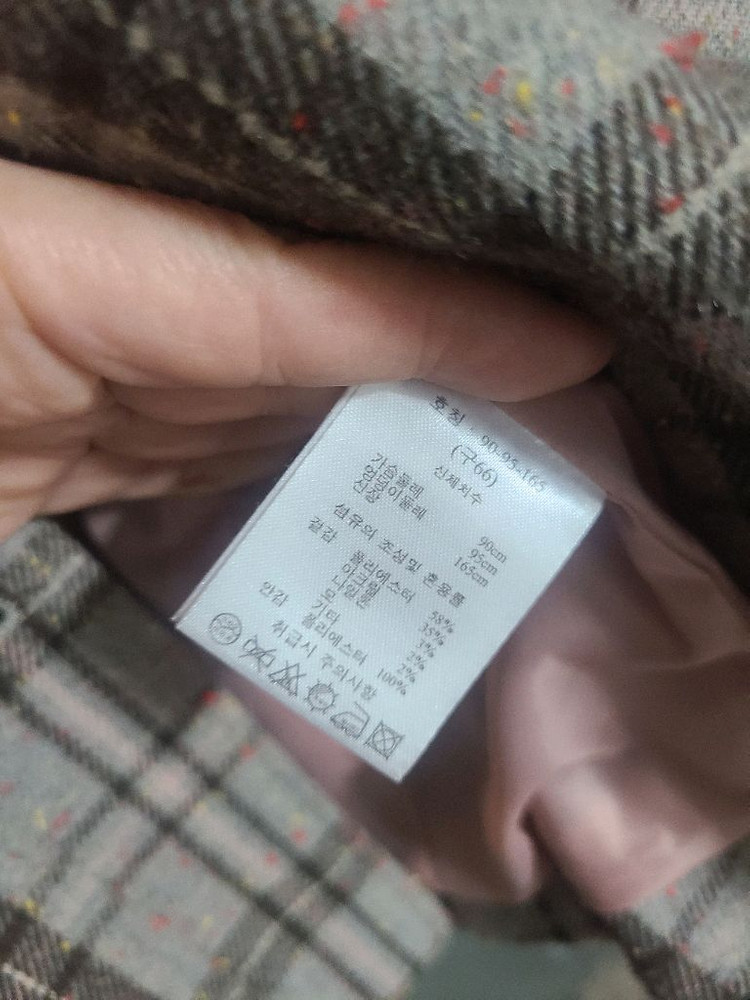 호칭 : 90-95-165
(구66)
신체치수
가슴둘레 90cm
엉덩이둘레 95cm
신장 165cm
섬유의 조성및 혼용률
겉감 폴리에스터 58%
아크릴 35%
모 3%
나일론 2%
기타 2%
안감 폴리에스터 100%
취급시 주의사항